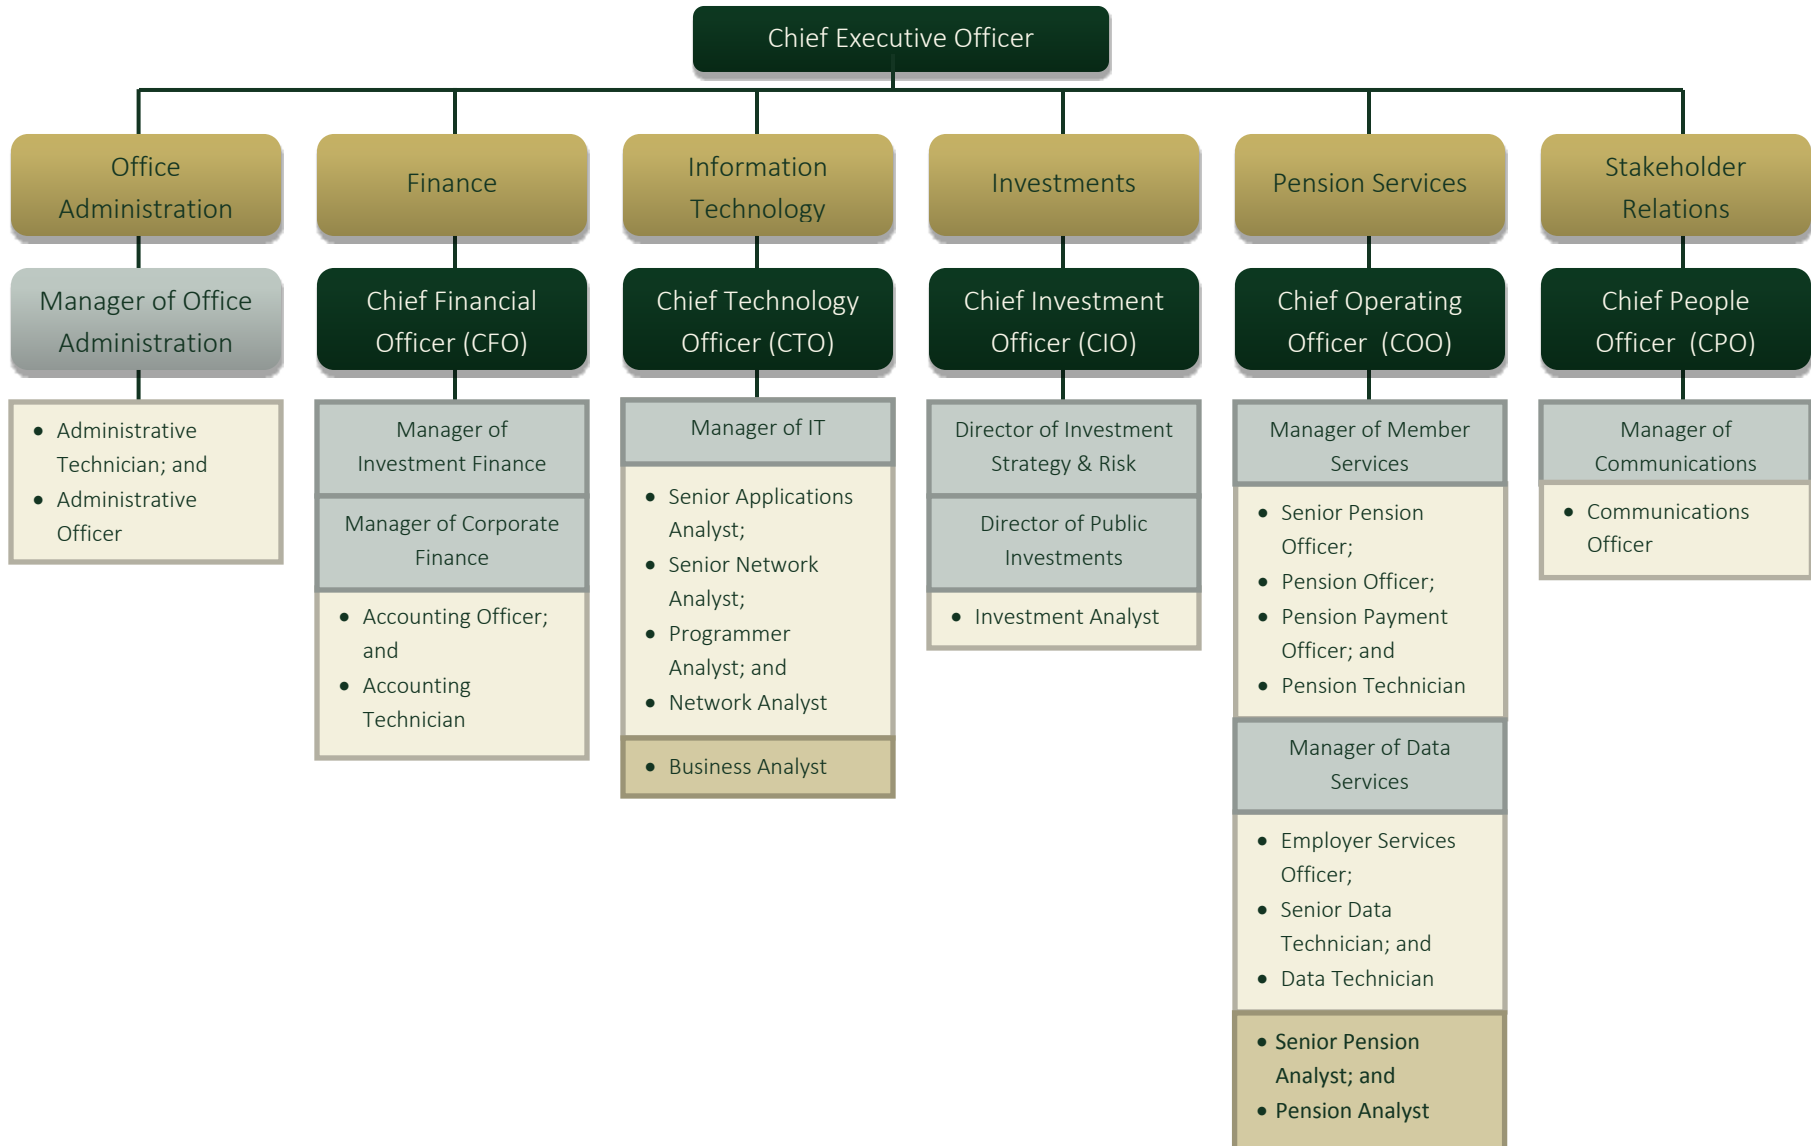 Chief Executive Officer
Office
Administration
Finance
Information
Technology
Investments
Pension Services
Stakeholder
Relations
Manager of Office
Administration
Chief Financial
Officer (CFO)
Chief Technology
Officer (CTO)
Chief Investment
Officer (CIO)
Chief Operating
Officer (COO)
Chief People
Officer (CPO)
• Administrative
Technician; and
• Administrative
Officer
Manager of
Investment Finance
Manager of Corporate
Finance
• Accounting Officer;
and
• Accounting
Technician
Manager of IT
• Senior Applications
Analyst;
• Senior Network
Analyst;
• Programmer
Analyst; and
• Network Analyst
• Business Analyst
Director of Investment
Strategy & Risk
Director of Public
Investments
• Investment Analyst
Manager of Member
Services
• Senior Pension
Officer;
• Pension Officer;
• Pension Payment
Officer; and
• Pension Technician
Manager of Data
Services
• Employer Services
Officer;
• Senior Data
Technician; and
• Data Technician
• Senior Pension
Analyst; and
• Pension Analyst
Manager of
Communications
• Communications
Officer